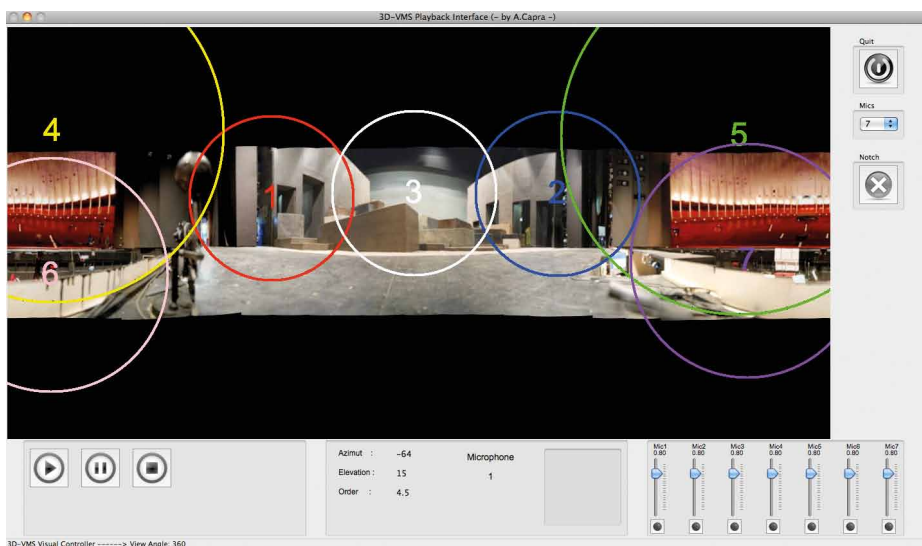 3D-VMS Playback Interface (- by A.Capra -)
Quit
Mics
7
Notch
4
5
1
3
2
6
7
Azimut : -64
Elevation : 15
Order : 4.5
Microphone
1
Mic1 Mic2 Mic3 Mic4 Mic5 Mic6 Mic7
0.80 0.80 0.80 0.80 0.80 0.80 0.80
3D-VMS Visual Controller ------> View Angle: 360